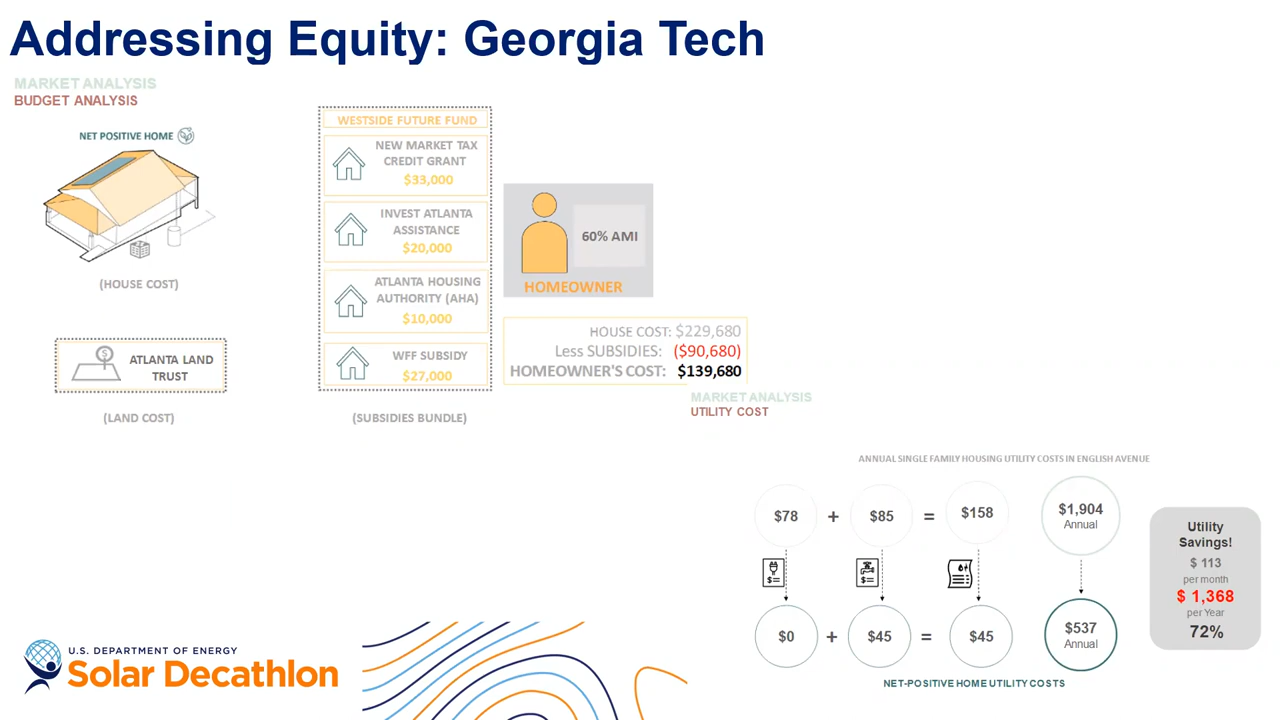 Addressing Equity: Georgia Tech
MARKET ANALYSIS
BUDGET ANALYSIS
NET POSITIVE HOME
(HOUSE COST)
$
ATLANTA LAND
TRUST
(LAND COST)
WESTSIDE FUTURE FUND
NEW MARKET TAX
CREDIT GRANT
$33,000
INVEST ATLANTA
ASSISTANCE
$20,000
ATLANTA HOUSING
AUTHORITY (AHA)
$10,000
WFF SUBSIDY
$27,000
(SUBSIDIES BUNDLE)
60% AMI
HOMEOWNER
HOUSE COST: $229,680
Less SUBSIDIES: ($90,680)
HOMEOWNER'S COST: $139,680
MARKET ANALYSIS
UTILITY COST
ANNUAL SINGLE FAMILY HOUSING UTILITY COSTS IN ENGLISH AVENUE
$78 + $85 = $158
$1,904
Annual
$=
$=
$0 + $45 = $45
$537
Annual
NET-POSITIVE HOME UTILITY COSTS
Utility
Savings!
$ 113
per month
$ 1,368
per Year
72%
U.S. DEPARTMENT OF ENERGY
Solar Decathlon